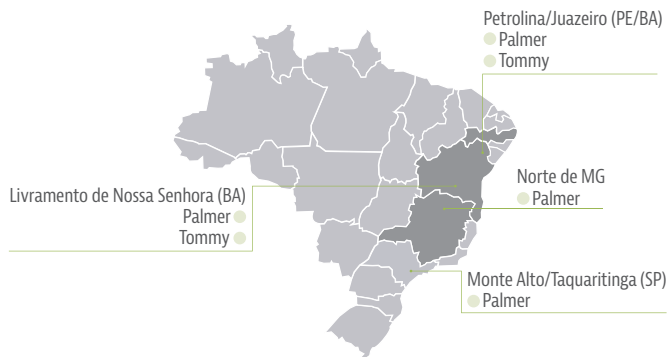 Petrolina/Juazeiro (PE/BA)
Palmer
Tommy
Norte de MG
Palmer
Livramento de Nossa Senhora (BA)
Palmer
Tommy
Monte Alto/Taquaritinga (SP)
Palmer